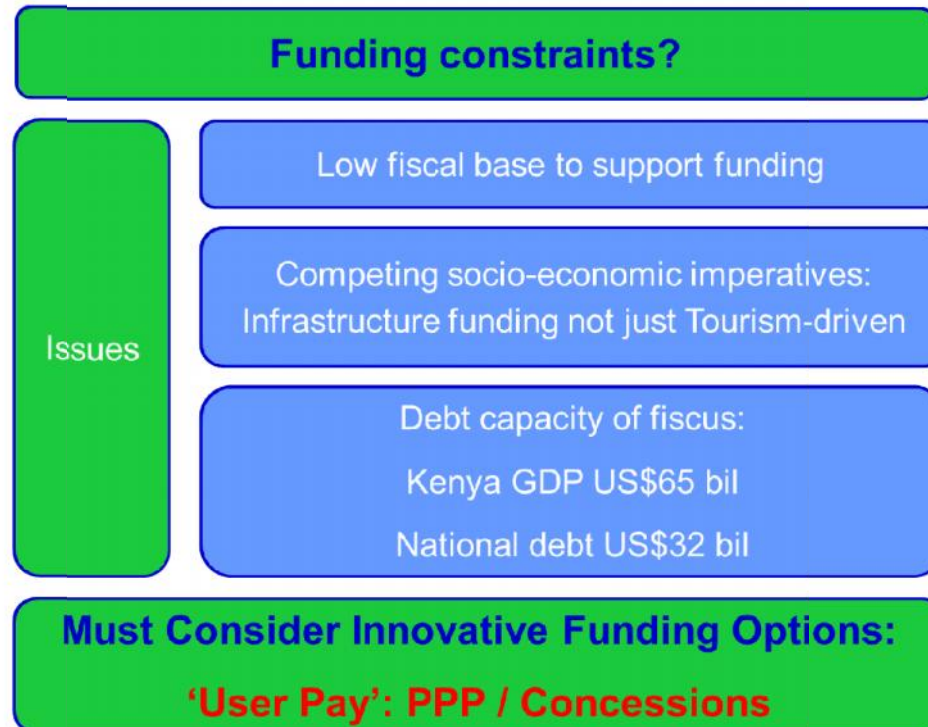 Funding constraints?
Issues
Low fiscal base to support funding
Competing socio-economic imperatives:
Infrastructure funding not just Tourism-driven
Debt capacity of fiscus:
Kenya GDP US$65 bil
National debt US$32 bil
Must Consider Innovative Funding Options:
‘User Pay’: PPP / Concessions